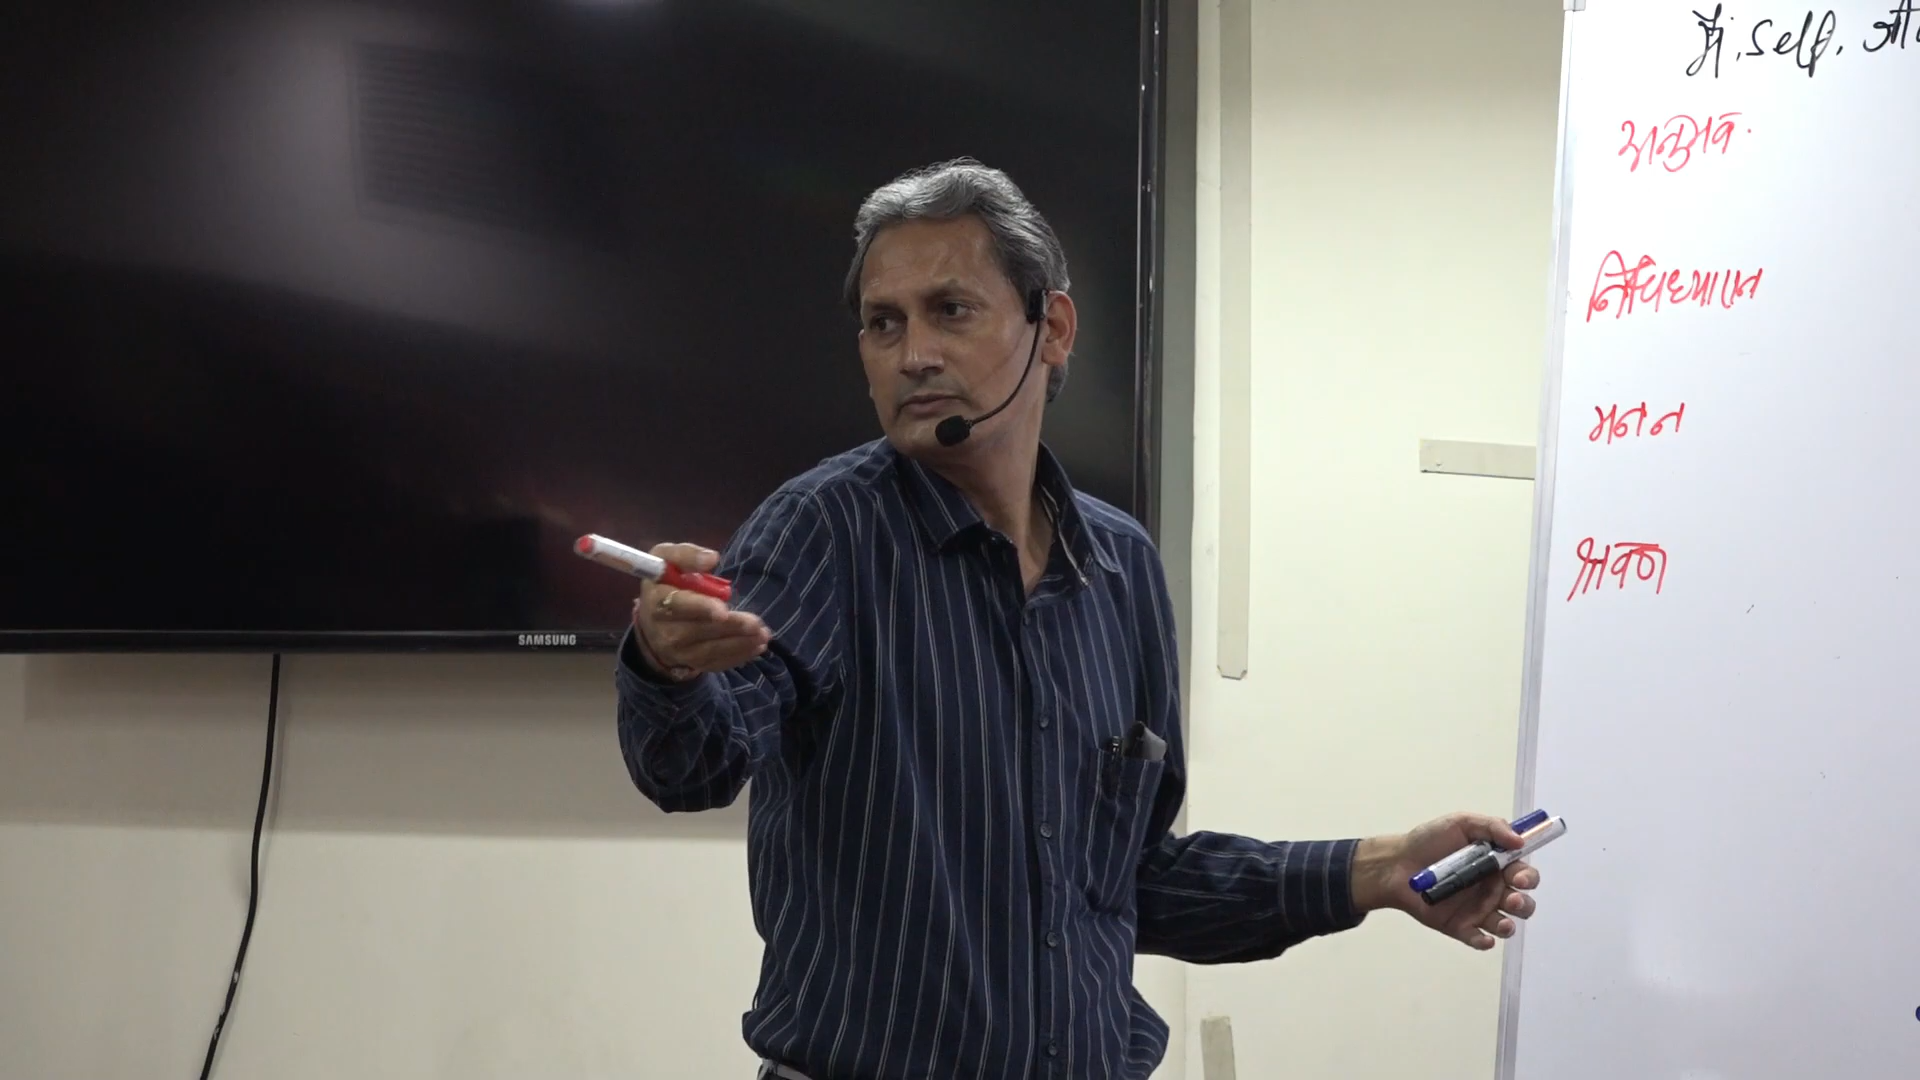 मैं, self, जी
अनुभव.
निदिध्यासन
मनन
श्रवण
SAMSUNG